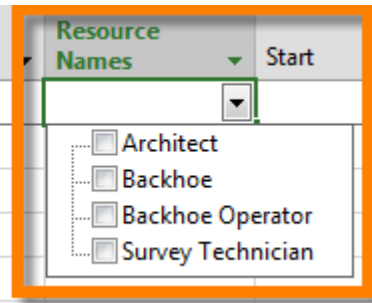 Resource
Names
Start
Architect
Backhoe
Backhoe Operator
Survey Technician